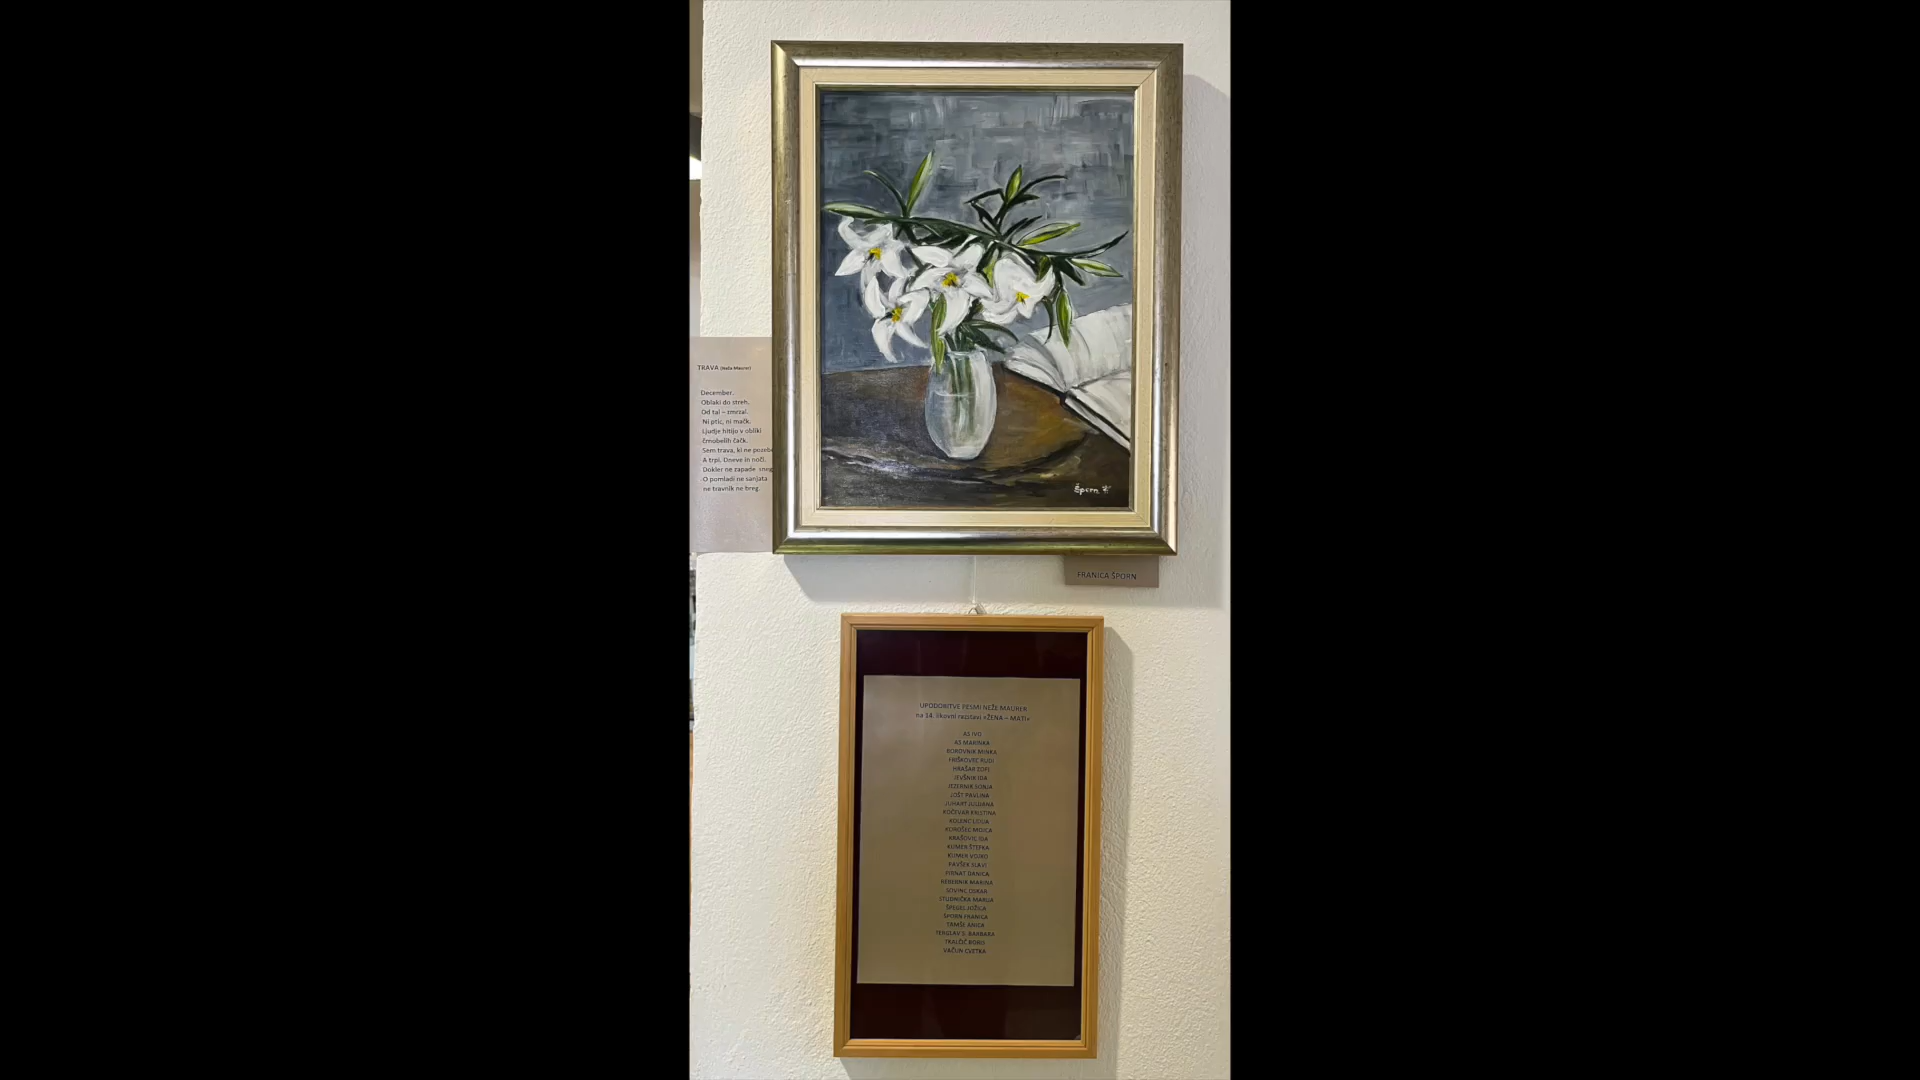 TRAVA (Neža Maurer)
December.
Oblaki do streh.
Od tal – zmrzal.
Ni ptic, ni mačk.
Ljudje hitijo v obliki
črnobelih čačk.
Sem trava, ki ne pozebe
A trpi. Dneve in noči.
Dokler ne zapade sneg
O pomladi ne sanjata
ne travnik ne breg.
Šporn F.
FRANICA ŠPORN
UPODOBITVE PESMI NEŽE MAURER
na 14. likovni razstavi »ŽENA – MATI«
AS IVO
AS MARINKA
BOROVNIK MINKA
FRIŠKOVEC RUDI
HRAŠAR ZOFI
JEVŠNIK IDA
JEZERNIK SONJA
JOŠT PAVLINA
JUHART JULIJANA
KOČEVAR KRISTINA
KOLENC LOJZA
KOROŠEC MOJCA
KRAŠOVIC IDA
KUMER ŠTEFKA
KUMER VOJKO
PAVŠEK SLAVI
PIRNAT DANICA
REBERNIK MARINA
SOVINC OSKAR
STUDNIČKA MARIJA
ŠPEGEL JOŽICA
ŠPORN FRANICA
TAMŠE ANICA
TERGLAV S. BARBARA
TRALČIČ BORIS
VAČUN CVETKA